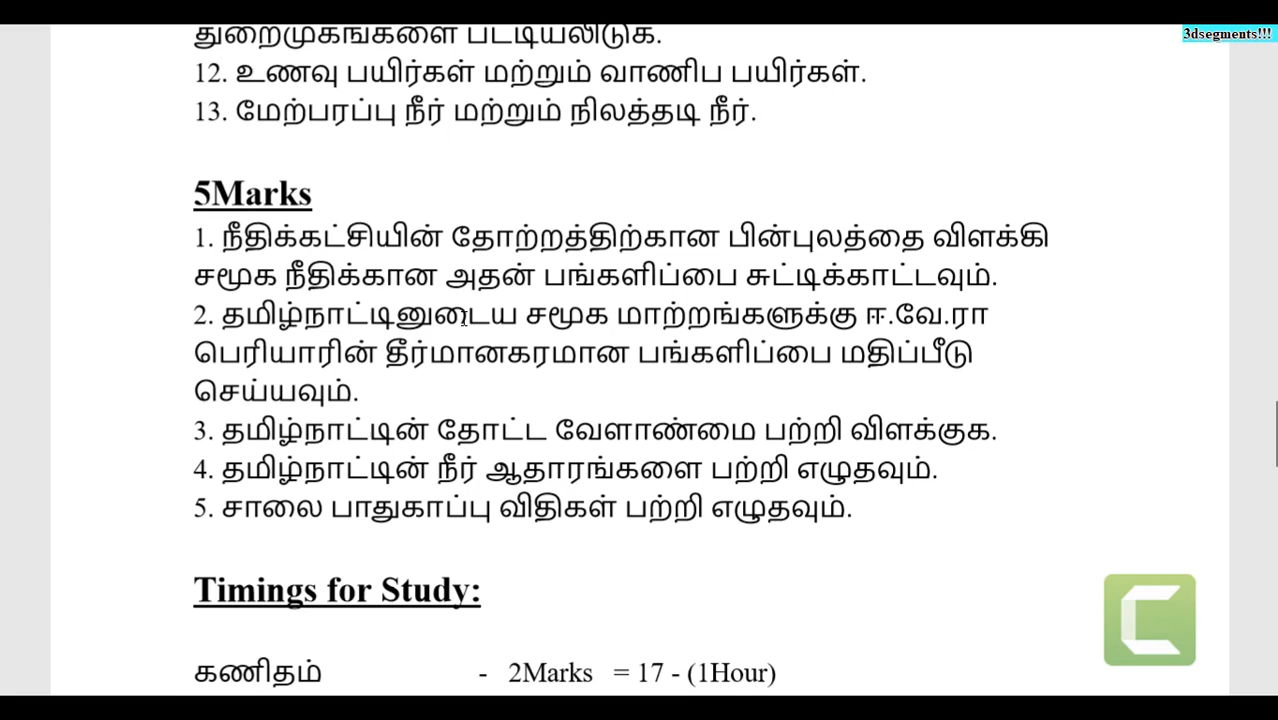 3dsegments!!!
துறைமுகங்களை பட்டியலிடுக.
12. உணவு பயிர்கள் மற்றும் வாணிப பயிர்கள்.
13. மேற்பரப்பு நீர் மற்றும் நிலத்தடி நீர்.
5Marks
1. நீதிக்கட்சியின் தோற்றத்திற்கான பின்புலத்தை விளக்கி
சமூக நீதிக்கான அதன் பங்களிப்பை சுட்டிக்காட்டவும்.
2. தமிழ்நாட்டினுடைய சமூக மாற்றங்களுக்கு ஈ.வே.ரா
பெரியாரின் தீர்மானகரமான பங்களிப்பை மதிப்பீடு
செய்யவும்.
3. தமிழ்நாட்டின் தோட்ட வேளாண்மை பற்றி விளக்குக.
4. தமிழ்நாட்டின் நீர் ஆதாரங்களை பற்றி எழுதவும்.
5. சாலை பாதுகாப்பு விதிகள் பற்றி எழுதவும்.
Timings for Study:
கணிதம் - 2Marks = 17 - (1Hour)